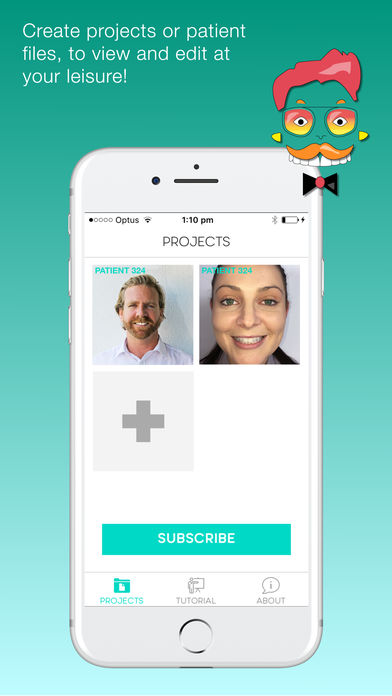 Create projects or patient
files, to view and edit at
your leisure!
Optus
1:10 pm
PROJECTS
PATIENT 324
PATIENT 324
SUBSCRIBE
PROJECTS
TUTORIAL
ABOUT